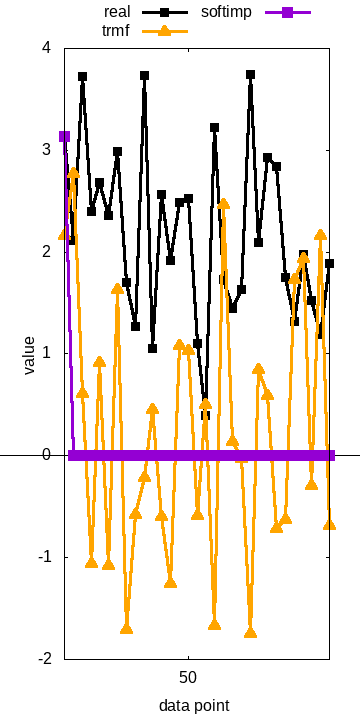 real softimp
trmf
4
3
2
value
1
0
-1
-2
50
data point